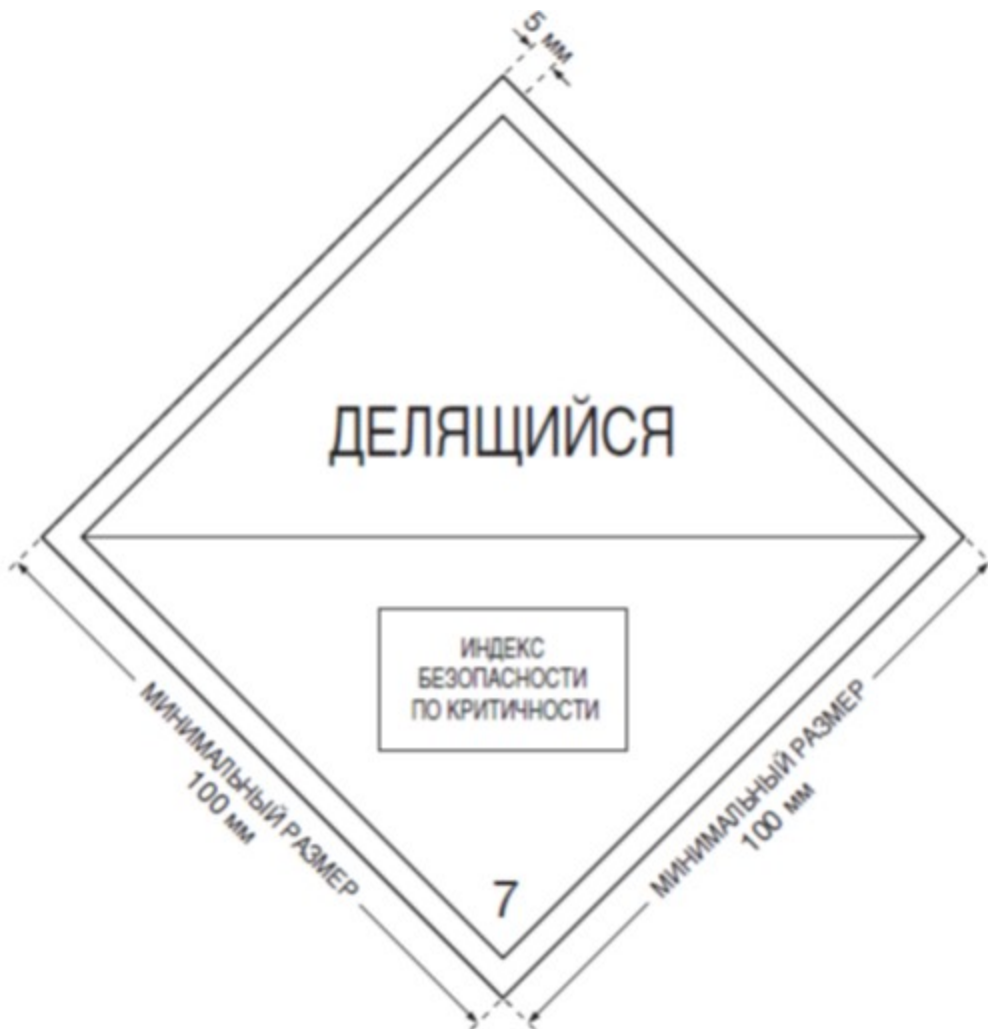 5 мм
ДЕЛЯЩИЙСЯ
ИНДЕКС
БЕЗОПАСНОСТИ
ПО КРИТИЧНОСТИ
МИНИМАЛЬНЫЙ РАЗМЕР
100 мм
МИНИМАЛЬНЫЙ РАЗМЕР
100 мм
7